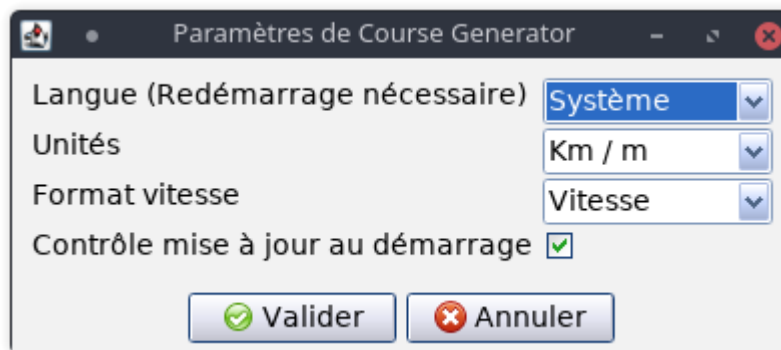 Paramètres de Course Generator
Langue (Redémarrage nécessaire) Système
Unités Km / m
Format vitesse Vitesse
Contrôle mise à jour au démarrage
Valider Annuler